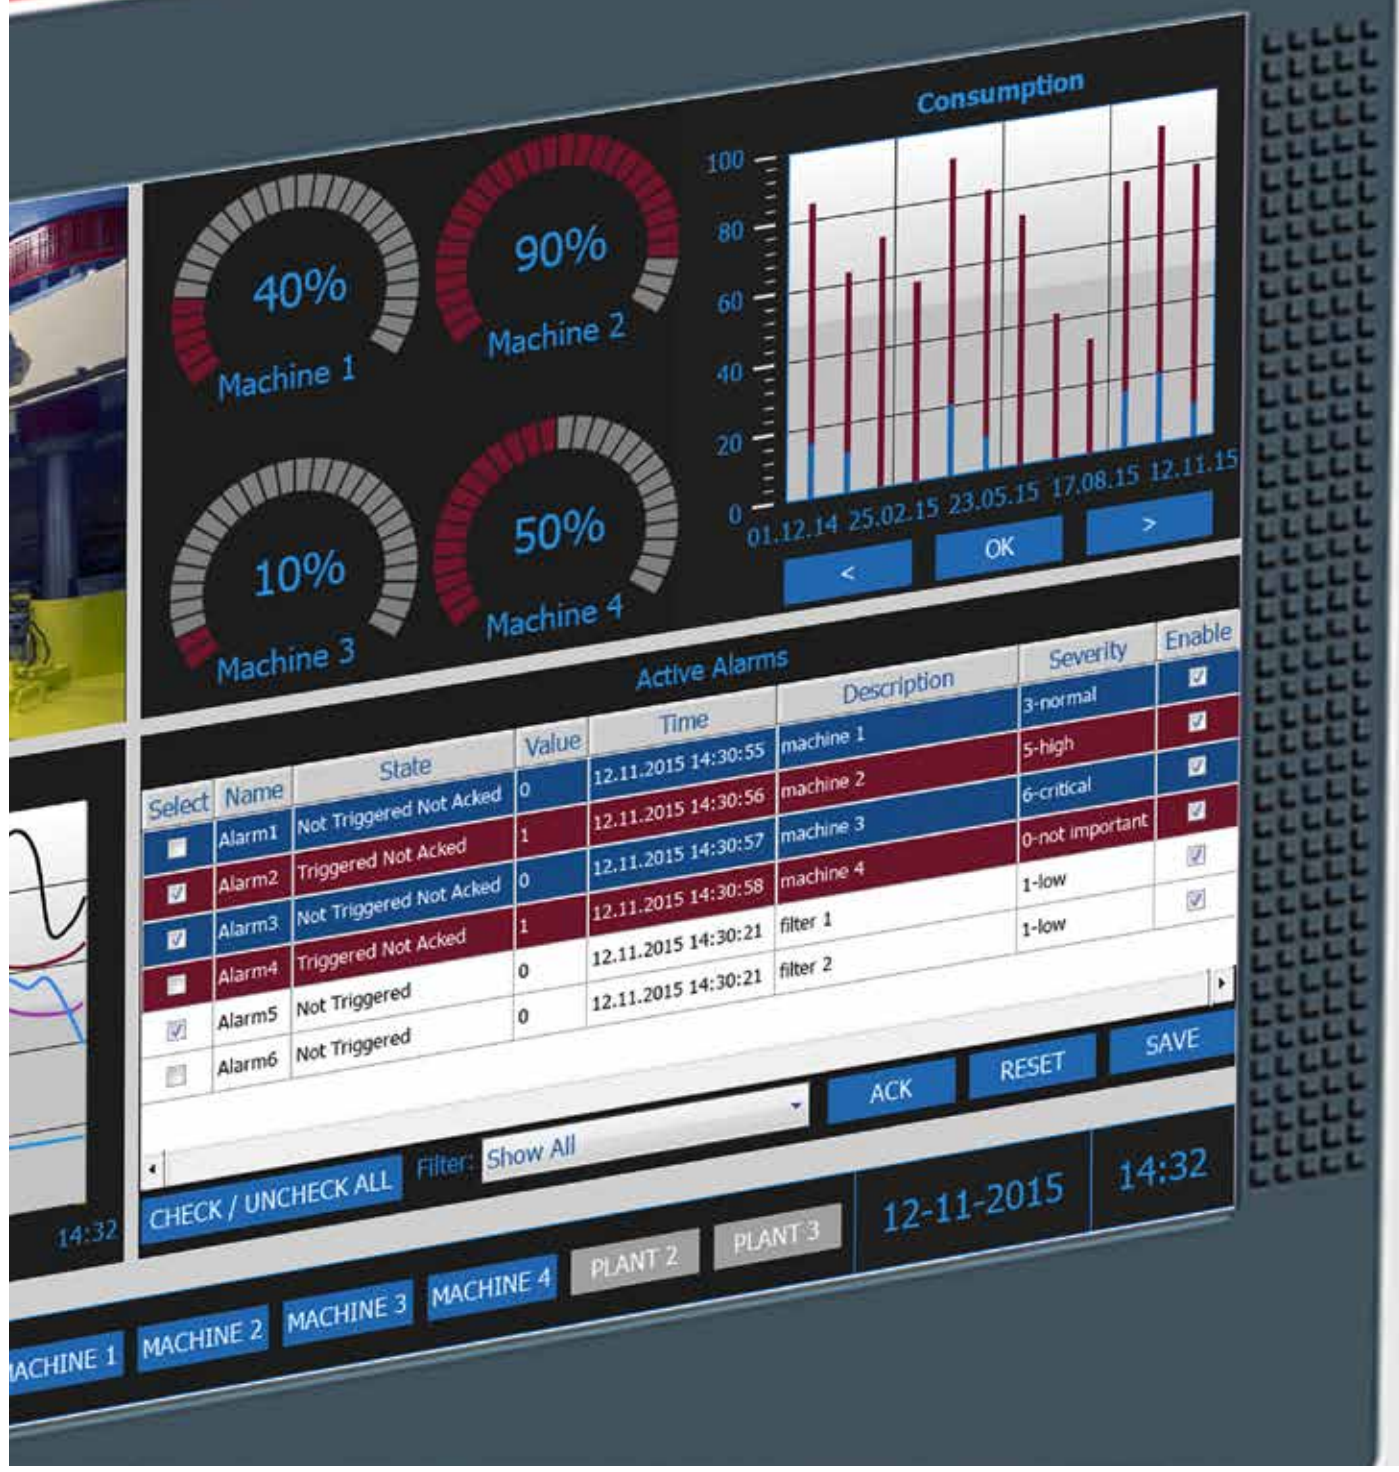 Consumption
100
80
60
40
20
0
01.12.14 25.02.15 23.05.15 17.08.15 12.11.15
< OK >
40%
Machine 1
90%
Machine 2
10%
Machine 3
50%
Machine 4
Active Alarms
Select Name State Value Time Description Severity Enable
Alarm1 Not Triggered Not Acked 0 12.11.2015 14:30:55 machine 1 3-normal
Alarm2 Triggered Not Acked 1 12.11.2015 14:30:56 machine 2 5-high
Alarm3 Not Triggered Not Acked 0 12.11.2015 14:30:57 machine 3 6-critical
Alarm4 Triggered Not Acked 1 12.11.2015 14:30:58 machine 4 0-not important
Alarm5 Not Triggered 0 12.11.2015 14:30:21 filter 1 1-low
Alarm6 Not Triggered 0 12.11.2015 14:30:21 filter 2 1-low
CHECK / UNCHECK ALL Filter: Show All ACK RESET SAVE
14:32
MACHINE 1 MACHINE 2 MACHINE 3 MACHINE 4 PLANT 2 PLANT 3 12-11-2015 14:32